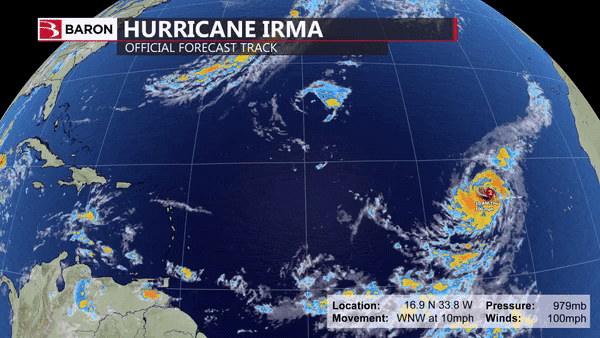 BARON
HURRICANE IRMA
OFFICIAL FORECAST TRACK
Location: 16.9 N 33.8 W Pressure: 979mb
Movement: WNW at 10mph Winds: 100mph